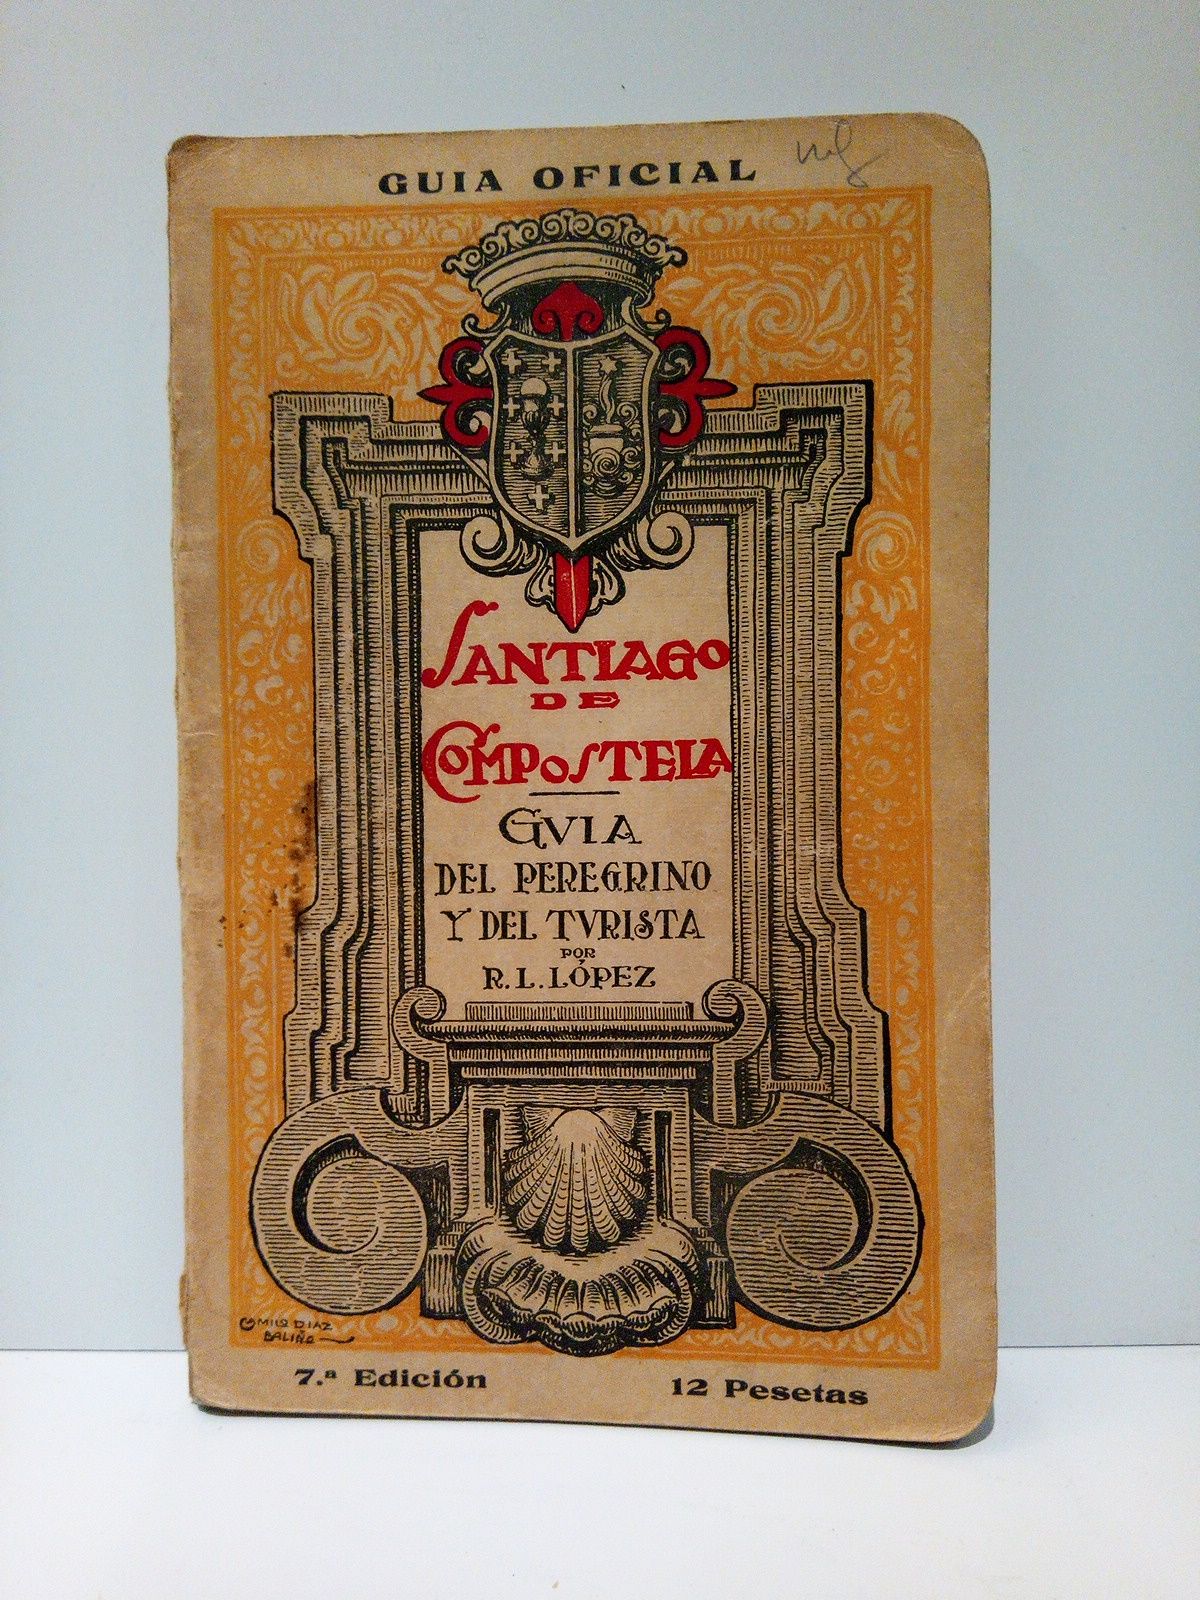 GUIA OFICIAL
SANTIAGO
DE
COMPOSTELA
GVIA
DEL PEREGRINO
Y DEL TVRISTA
POR
R. L. LÓPEZ
CAMILO DIAZ
BALIÑO
7.ª Edición
12 Pesetas